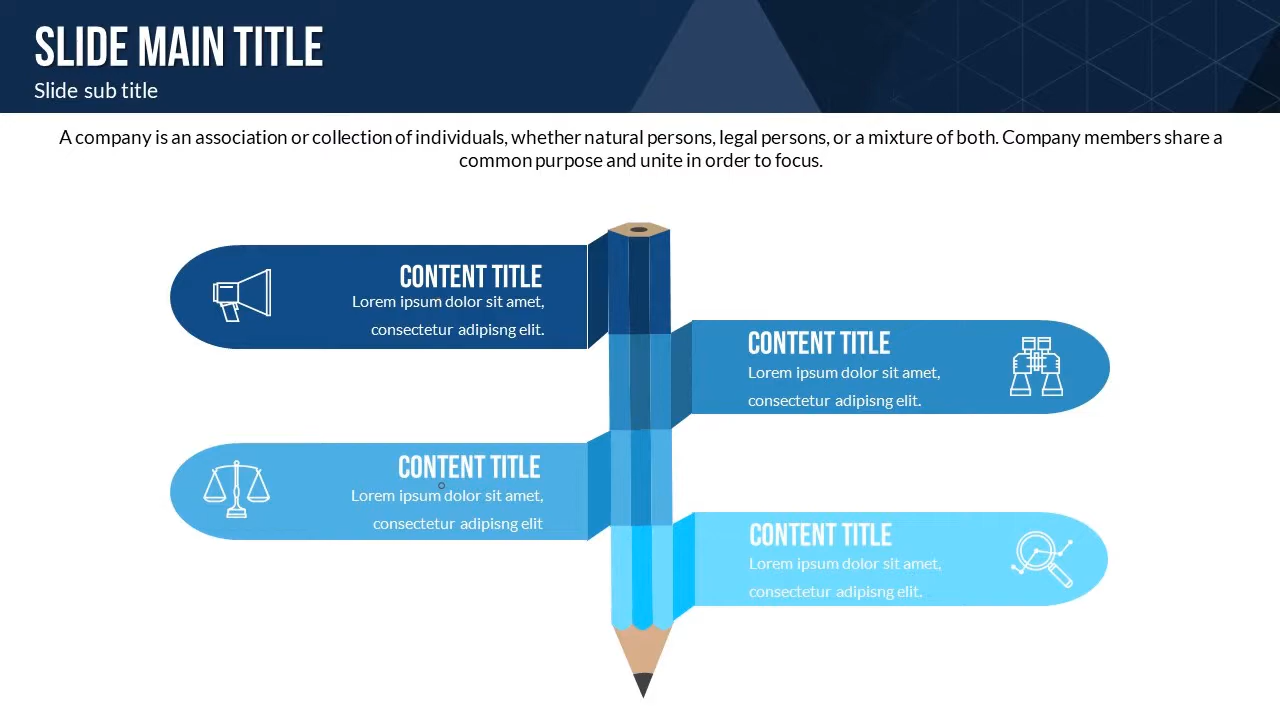 SLIDE MAIN TITLE
Slide sub title
A company is an association or collection of individuals, whether natural persons, legal persons, or a mixture of both. Company members share a
common purpose and unite in order to focus.
CONTENT TITLE
Lorem ipsum dolor sit amet,
consectetur adipisng elit.
CONTENT TITLE
Lorem ipsum dolor sit amet,
consectetur adipisng elit.
CONTENT TITLE
Lorem ipsum dolor sit amet,
consectetur adipisng elit
CONTENT TITLE
Lorem ipsum dolor sit amet,
consectetur adipisng elit.